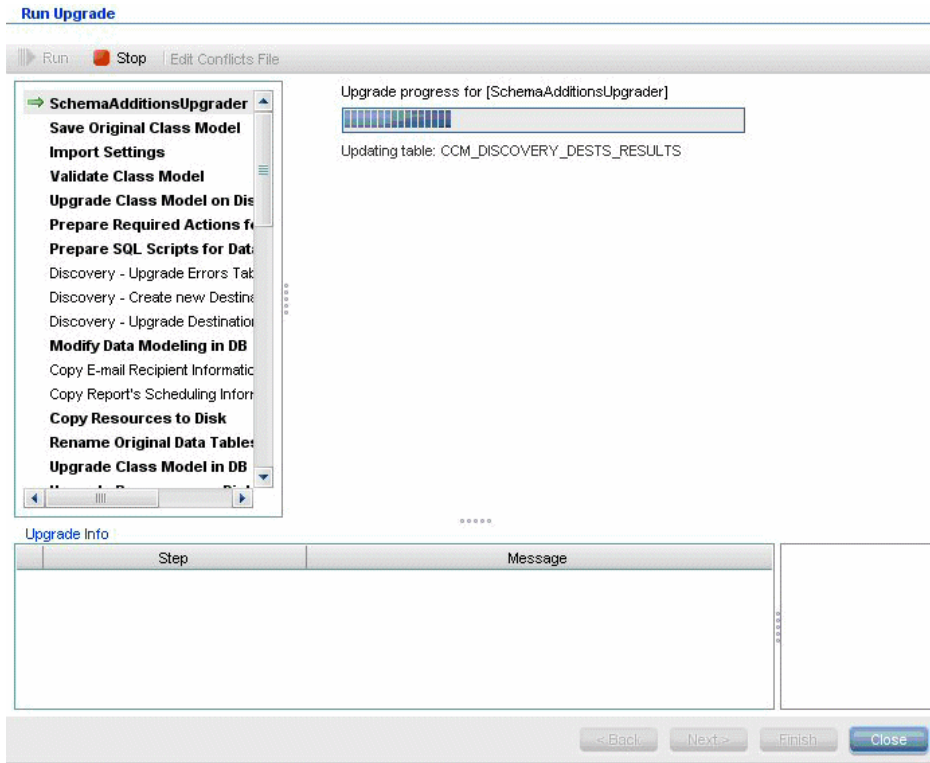 Run Upgrade
Run Stop Edit Conflicts File
SchemaAdditionsUpgrader
Save Original Class Model
Import Settings
Validate Class Model
Upgrade Class Model on Dis
Prepare Required Actions fo
Prepare SQL Scripts for Data
Discovery - Upgrade Errors Tab
Discovery - Create new Destina
Discovery - Upgrade Destination
Modify Data Modeling in DB
Copy E-mail Recipient Informatic
Copy Report's Scheduling Inforr
Copy Resources to Disk
Rename Original Data Tables
Upgrade Class Model in DB
Upgrade progress for [SchemaAdditionsUpgrader]
Updating table: CCM_DISCOVERY_DESTS_RESULTS
Upgrade Info
Step Message
< Back Next > Finish Close